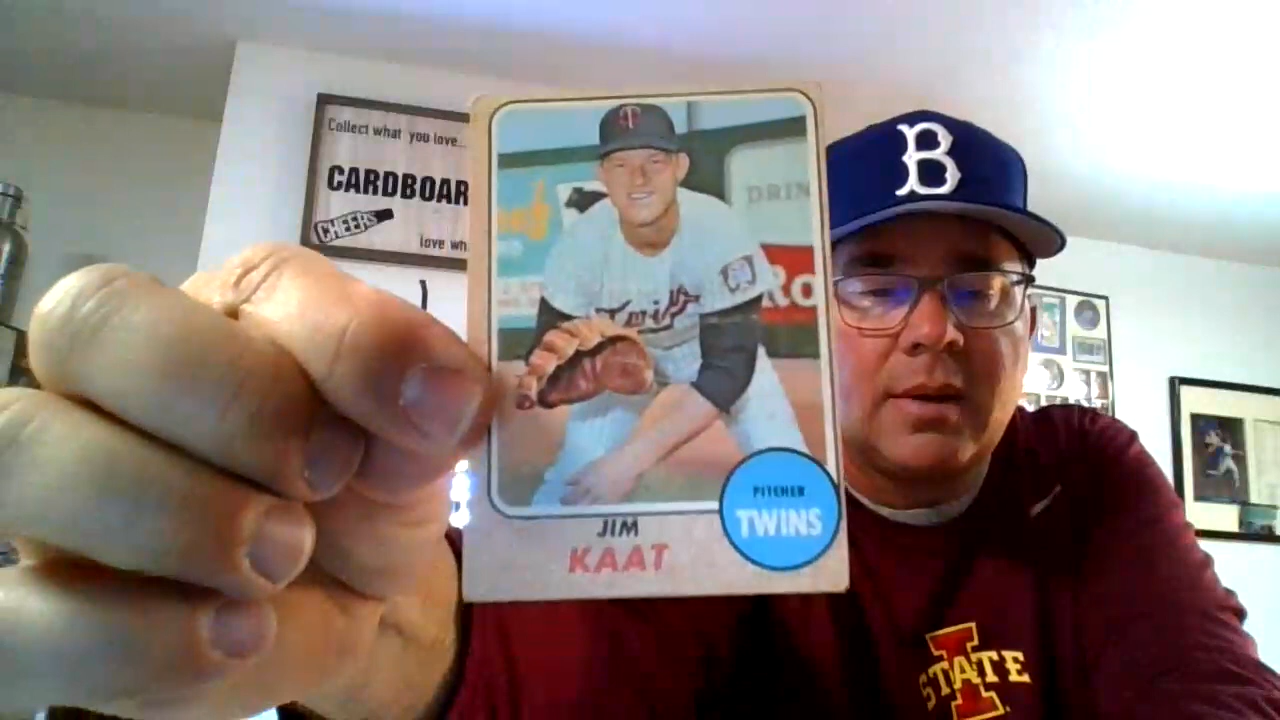 Collect what you love...
CARDBOAR
CHEERS
love wh
T
DRIN
Ro
Twins
PITCHER
TWINS
JIM
KAAT
B
I
STATE